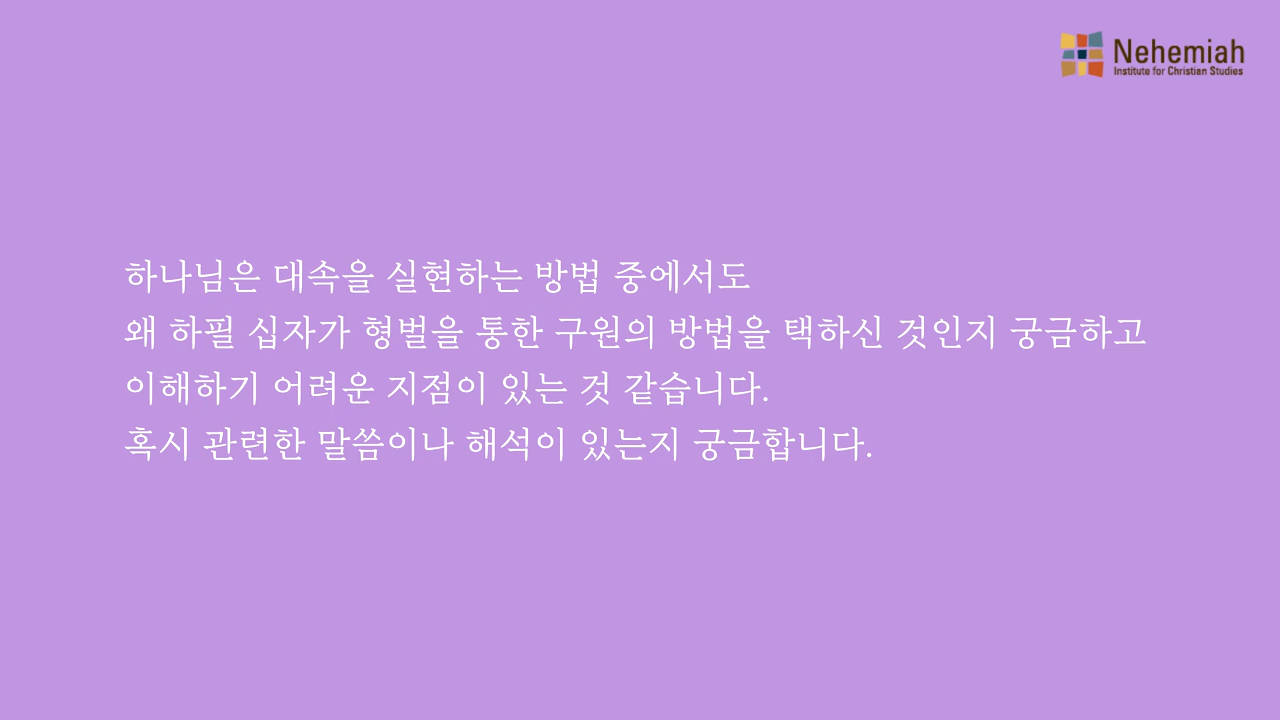 Nehemiah
Institute for Christian Studies
하나님은 대속을 실현하는 방법 중에서도
왜 하필 십자가 형벌을 통한 구원의 방법을 택하신 것인지 궁금하고
이해하기 어려운 지점이 있는 것 같습니다.
혹시 관련한 말씀이나 해석이 있는지 궁금합니다.